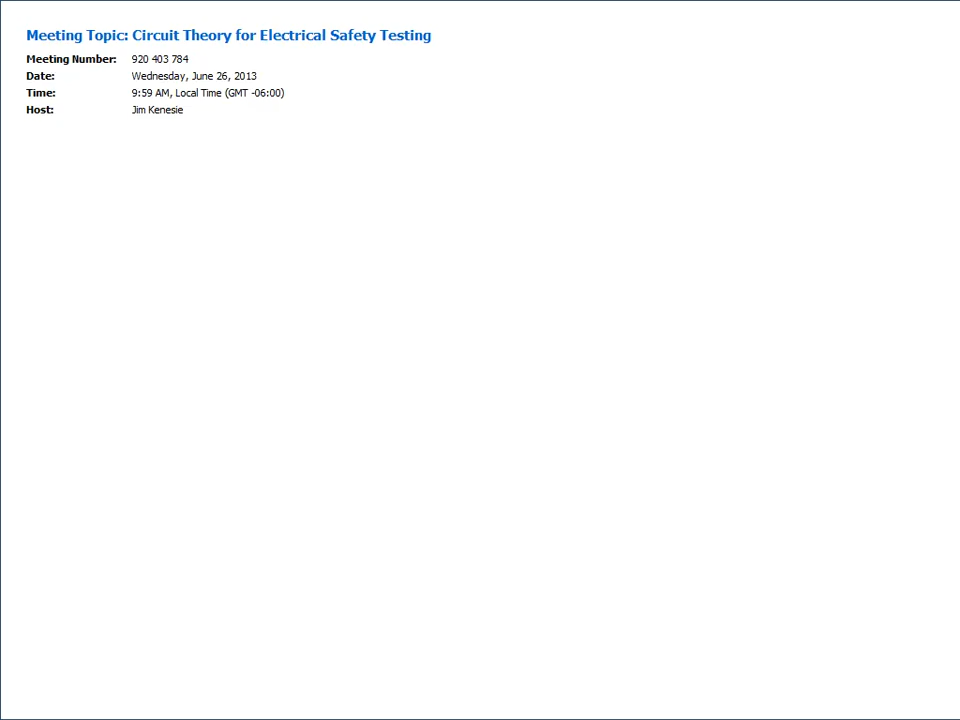 Meeting Topic: Circuit Theory for Electrical Safety Testing
Meeting Number: 920 403 784
Date: Wednesday, June 26, 2013
Time: 9:59 AM, Local Time (GMT -06:00)
Host: Jim Kenesie